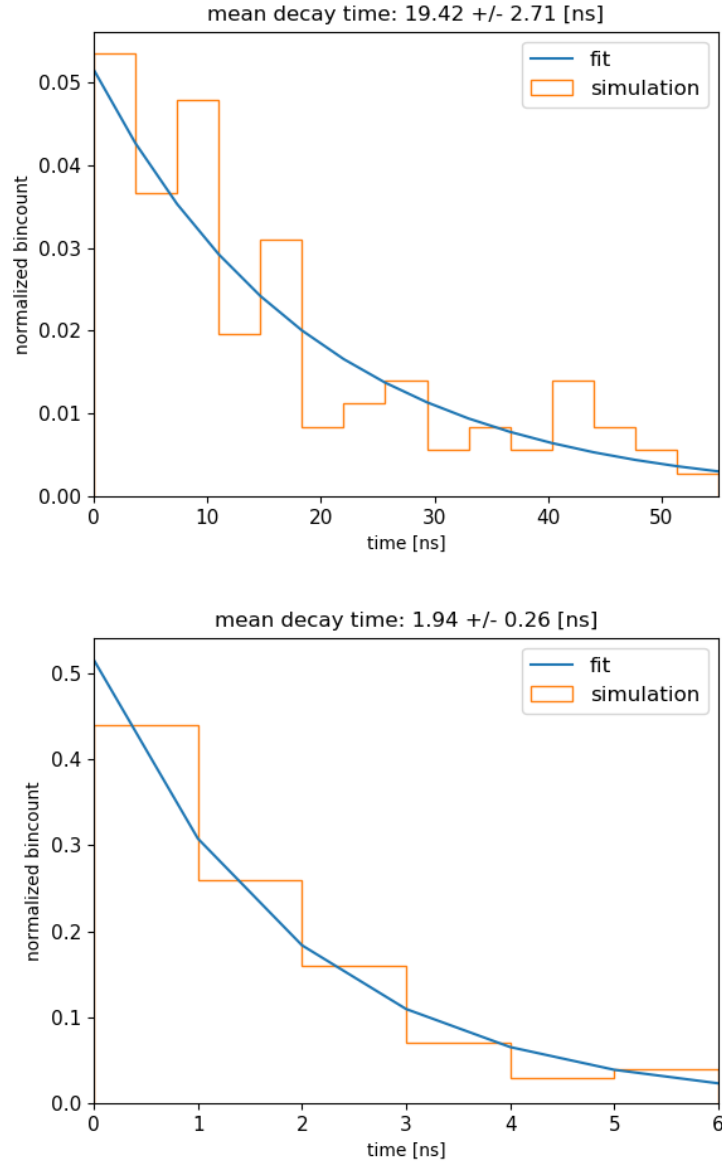 mean decay time: 19.42 +/- 2.71 [ns]
fit
simulation
0.05
0.04
0.03
0.02
0.01
0.00
normalized bincount
0 10 20 30 40 50
time [ns]
mean decay time: 1.94 +/- 0.26 [ns]
fit
simulation
0.5
0.4
0.3
0.2
0.1
0.0
normalized bincount
0 1 2 3 4 5 6
time [ns]